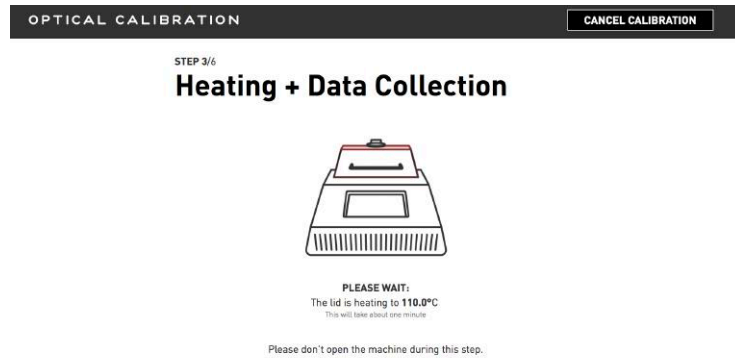 OPTICAL CALIBRATION
CANCEL CALIBRATION
STEP 3/6
Heating + Data Collection
PLEASE WAIT:
The lid is heating to 110.0°C
This will take about one minute
Please don't open the machine during this step.